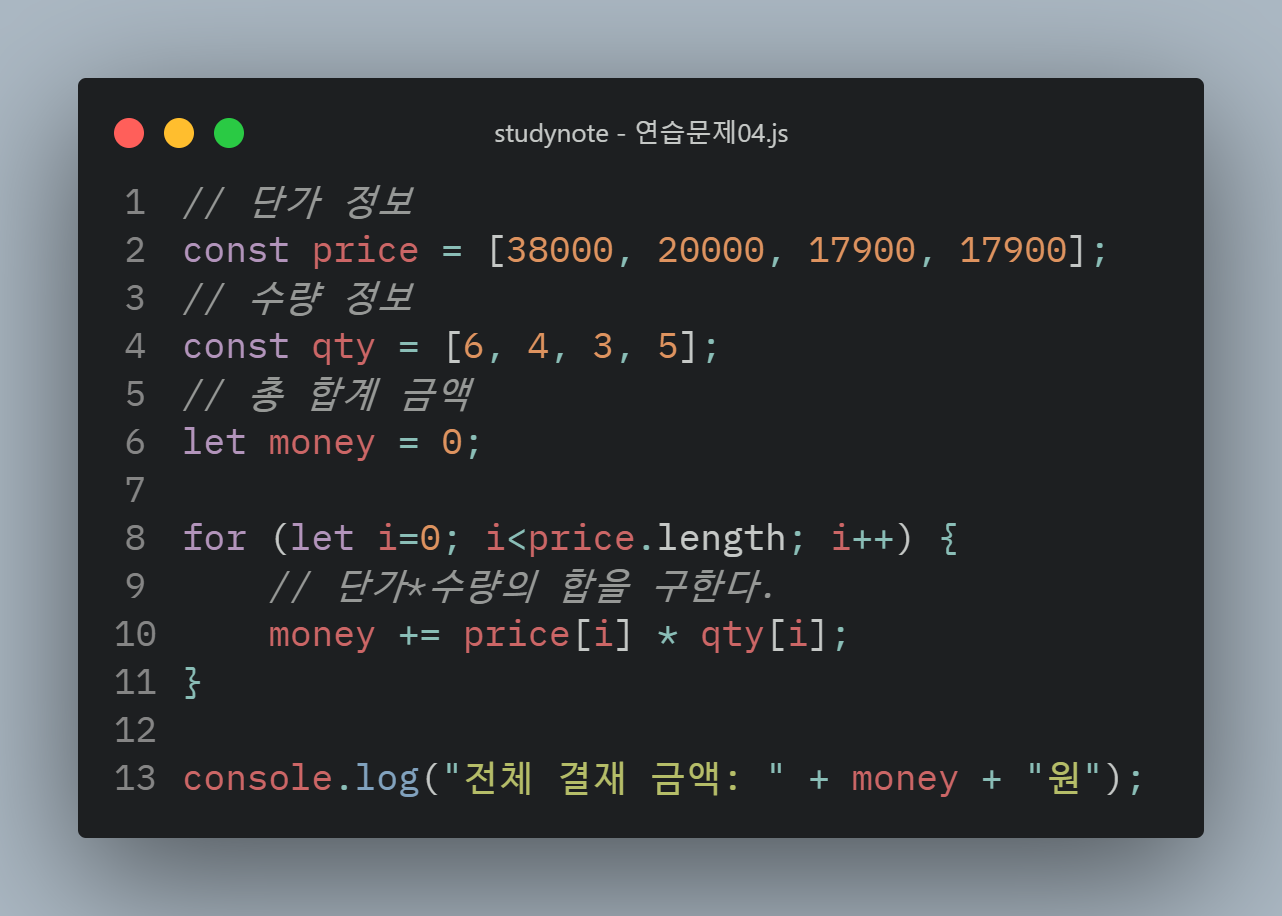 studynote - 연습문제04.js
1 // 단가 정보
2 const price = [38000, 20000, 17900, 17900];
3 // 수량 정보
4 const qty = [6, 4, 3, 5];
5 // 총 합계 금액
6 let money = 0;
7
8 for (let i=0; i<price.length; i++) {
9     // 단가*수량의 합을 구한다.
10     money += price[i] * qty[i];
11 }
12
13 console.log("전체 결재 금액: " + money + "원");